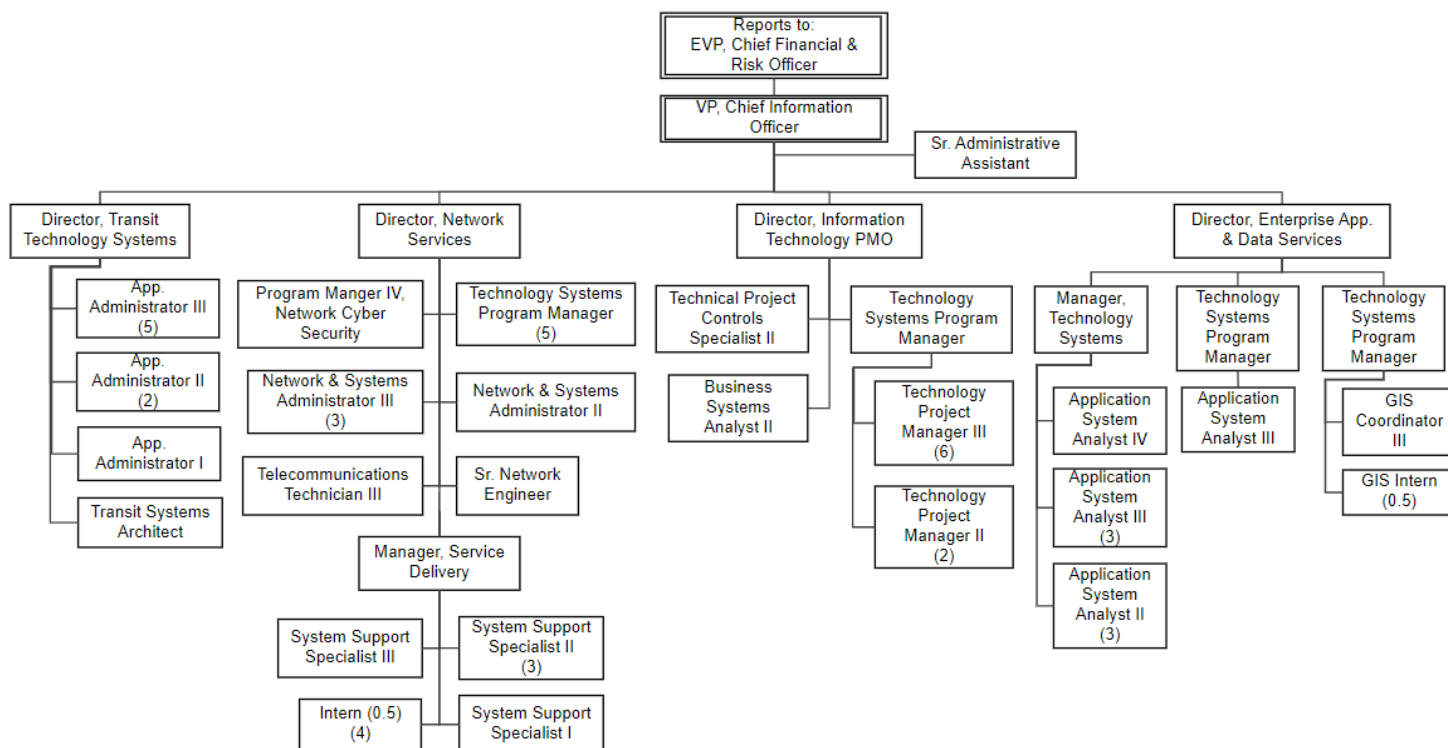 Reports to:
EVP, Chief Financial &
Risk Officer
VP, Chief Information
Officer
Sr. Administrative
Assistant
Director, Transit
Technology Systems
App.
Administrator III
(5)
App.
Administrator II
(2)
App.
Administrator I
Transit Systems
Architect
Director, Network
Services
Program Manger IV,
Network Cyber
Security
Technology Systems
Program Manager
(5)
Network & Systems
Administrator III
(3)
Network & Systems
Administrator II
Telecommunications
Technician III
Sr. Network
Engineer
Manager, Service
Delivery
System Support
Specialist III
System Support
Specialist II
(3)
Intern (0.5)
(4)
System Support
Specialist I
Director, Information
Technology PMO
Technical Project
Controls
Specialist II
Technology
Systems Program
Manager
Business
Systems
Analyst II
Technology
Project
Manager III
(6)
Technology
Project
Manager II
(2)
Director, Enterprise App.
& Data Services
Manager,
Technology
Systems
Application
System
Analyst IV
Application
System
Analyst III
(3)
Application
System
Analyst II
(3)
Technology
Systems
Program
Manager
Application
System
Analyst III
Technology
Systems
Program
Manager
GIS
Coordinator
III
GIS Intern
(0.5)